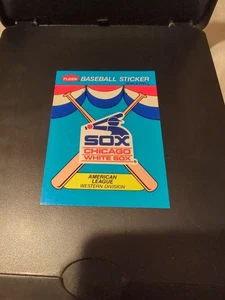 FLEER BASEBALL STICKER
SOX
CHICAGO
WHITE SOX
AMERICAN
LEAGUE
WESTERN DIVISION